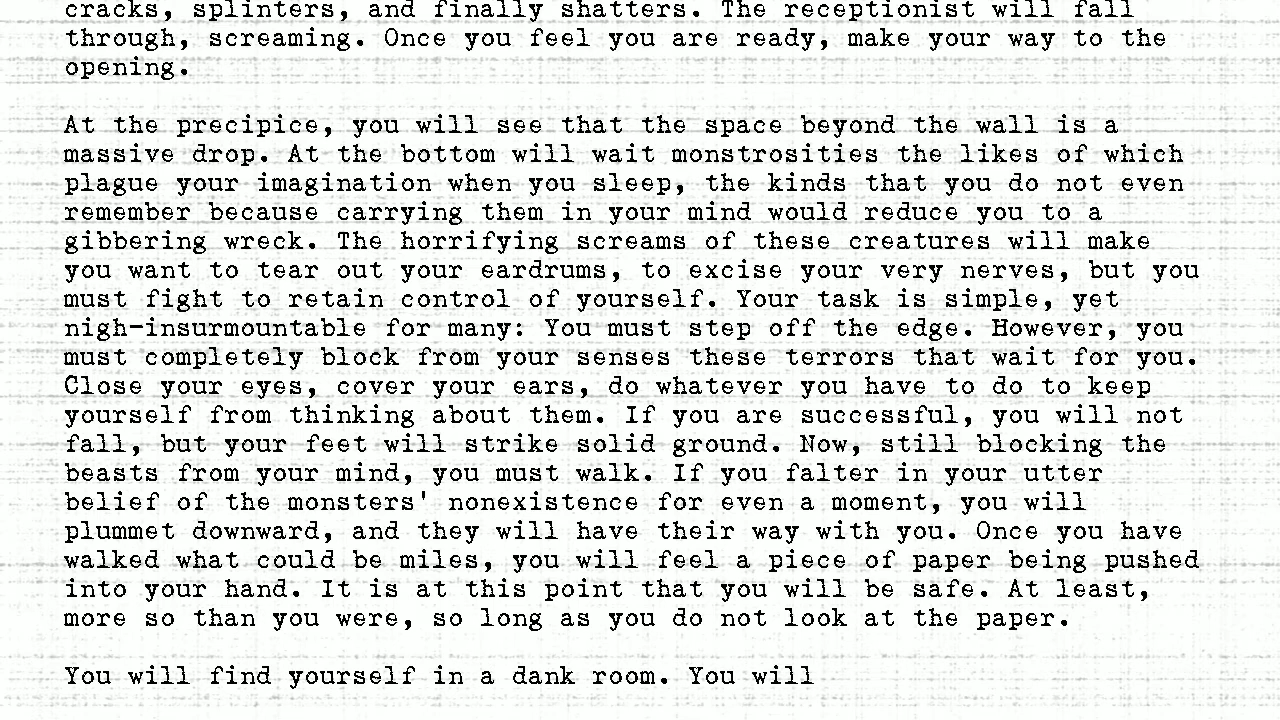 cracks, splinters, and finally shatters. The receptionist will fall
through, screaming. Once you feel you are ready, make your way to the
opening.
At the precipice, you will see that the space beyond the wall is a
massive drop. At the bottom will wait monstrosities the likes of which
plague your imagination when you sleep, the kinds that you do not even
remember because carrying them in your mind would reduce you to a
gibbering wreck. The horrifying screams of these creatures will make
you want to tear out your eardrums, to excise your very nerves, but you
must fight to retain control of yourself. Your task is simple, yet
nigh-insurmountable for many: You must step off the edge. However, you
must completely block from your senses these terrors that wait for you.
Close your eyes, cover your ears, do whatever you have to do to keep
yourself from thinking about them. If you are successful, you will not
fall, but your feet will strike solid ground. Now, still blocking the
beasts from your mind, you must walk. If you falter in your utter
belief of the monsters' nonexistence for even a moment, you will
plummet downward, and they will have their way with you. Once you have
walked what could be miles, you will feel a piece of paper being pushed
into your hand. It is at this point that you will be safe. At least,
more so than you were, so long as you do not look at the paper.
You will find yourself in a dank room. You will